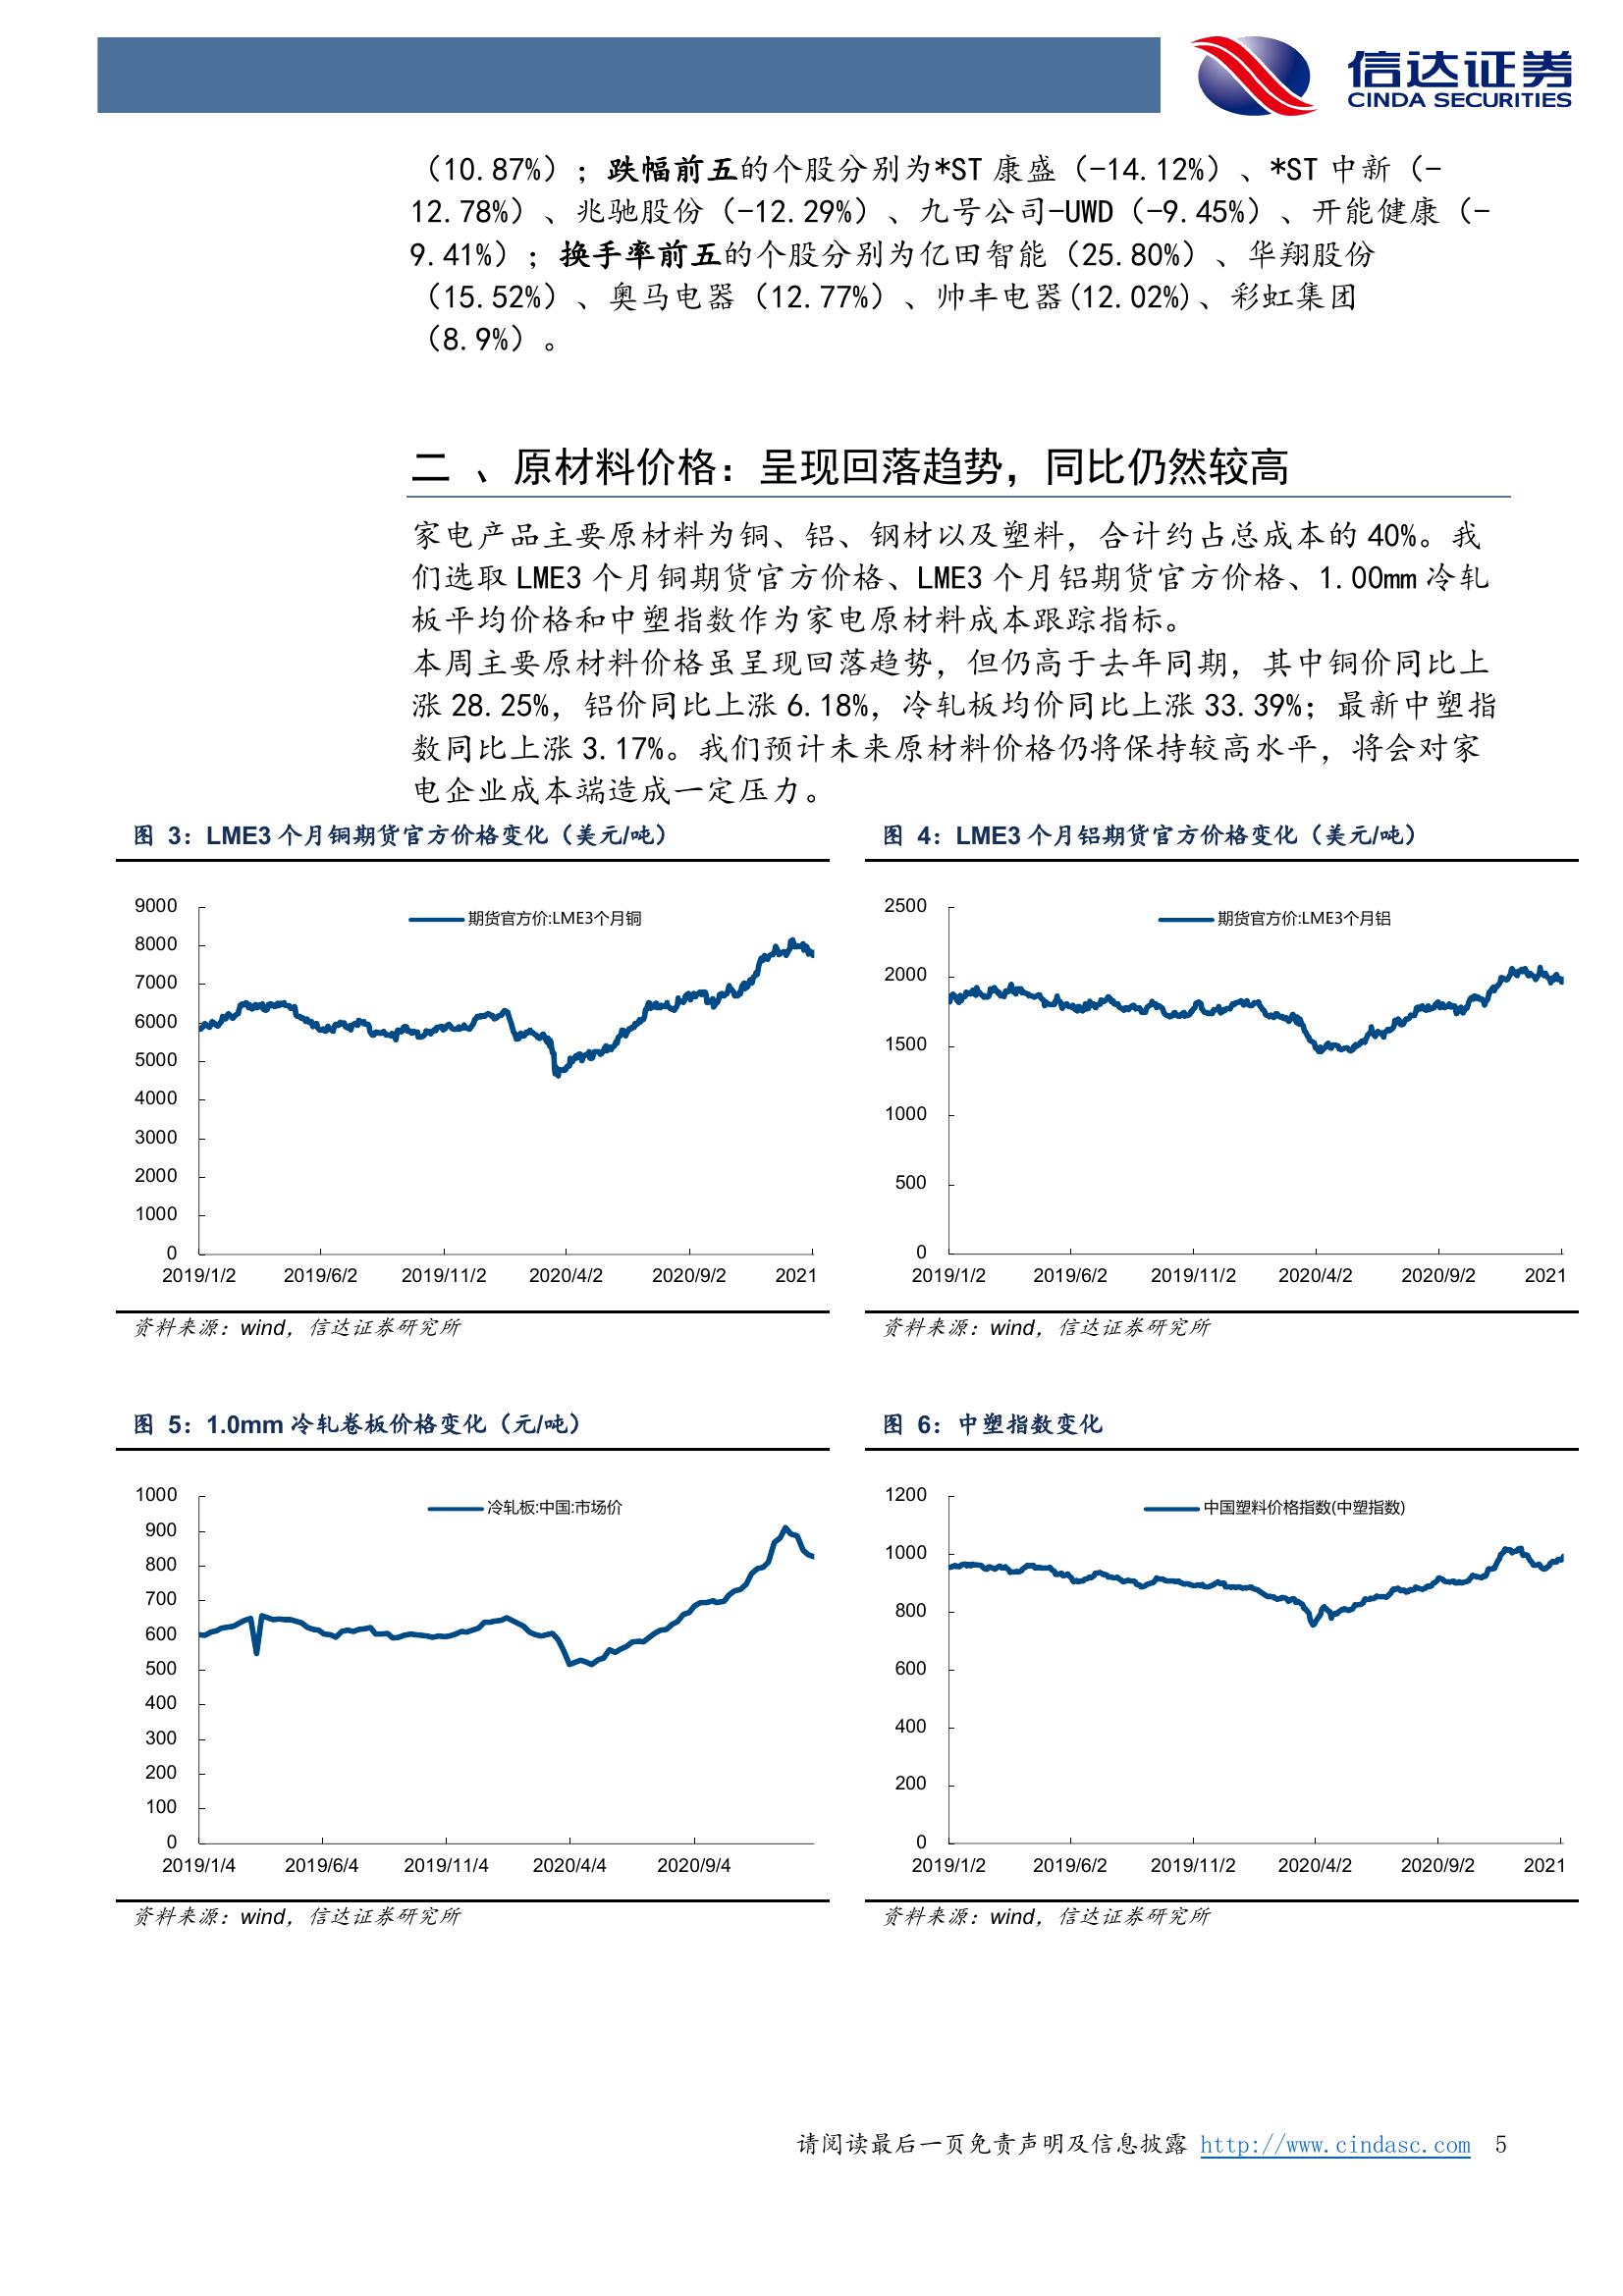 信达证券
CINDA SECURITIES
（10.87%）；跌幅前五的个股分别为*ST 康盛（-14.12%）、*ST 中新（-
12.78%）、兆驰股份（-12.29%）、九号公司-UWD（-9.45%）、开能健康（-
9.41%）；换手率前五的个股分别为亿田智能（25.80%）、华翔股份
（15.52%）、奥马电器（12.77%）、帅丰电器(12.02%)、彩虹集团
（8.9%）。
二 、原材料价格：呈现回落趋势，同比仍然较高
家电产品主要原材料为铜、铝、钢材以及塑料，合计约占总成本的 40%。我
们选取 LME3 个月铜期货官方价格、LME3 个月铝期货官方价格、1.00mm 冷轧
板平均价格和中塑指数作为家电原材料成本跟踪指标。
本周主要原材料价格虽呈现回落趋势，但仍高于去年同期，其中铜价同比上
涨 28.25%，铝价同比上涨 6.18%，冷轧板均价同比上涨 33.39%；最新中塑指
数同比上涨 3.17%。我们预计未来原材料价格仍将保持较高水平，将会对家
电企业成本端造成一定压力。
图 3：LME3 个月铜期货官方价格变化（美元/吨）
期货官方价:LME3个月铜
9000
8000
7000
6000
5000
4000
3000
2000
1000
0
2019/1/2 2019/6/2 2019/11/2 2020/4/2 2020/9/2 2021
资料来源：wind，信达证券研究所
图 4：LME3 个月铝期货官方价格变化（美元/吨）
期货官方价:LME3个月铝
2500
2000
1500
1000
500
0
2019/1/2 2019/6/2 2019/11/2 2020/4/2 2020/9/2 2021
资料来源：wind，信达证券研究所
图 5：1.0mm 冷轧卷板价格变化（元/吨）
冷轧板:中国:市场价
1000
900
800
700
600
500
400
300
200
100
0
2019/1/4 2019/6/4 2019/11/4 2020/4/4 2020/9/4
资料来源：wind，信达证券研究所
图 6：中塑指数变化
中国塑料价格指数(中塑指数)
1200
1000
800
600
400
200
0
2019/1/2 2019/6/2 2019/11/2 2020/4/2 2020/9/2 2021
资料来源：wind，信达证券研究所
请阅读最后一页免责声明及信息披露 http://www.cindasc.com 5